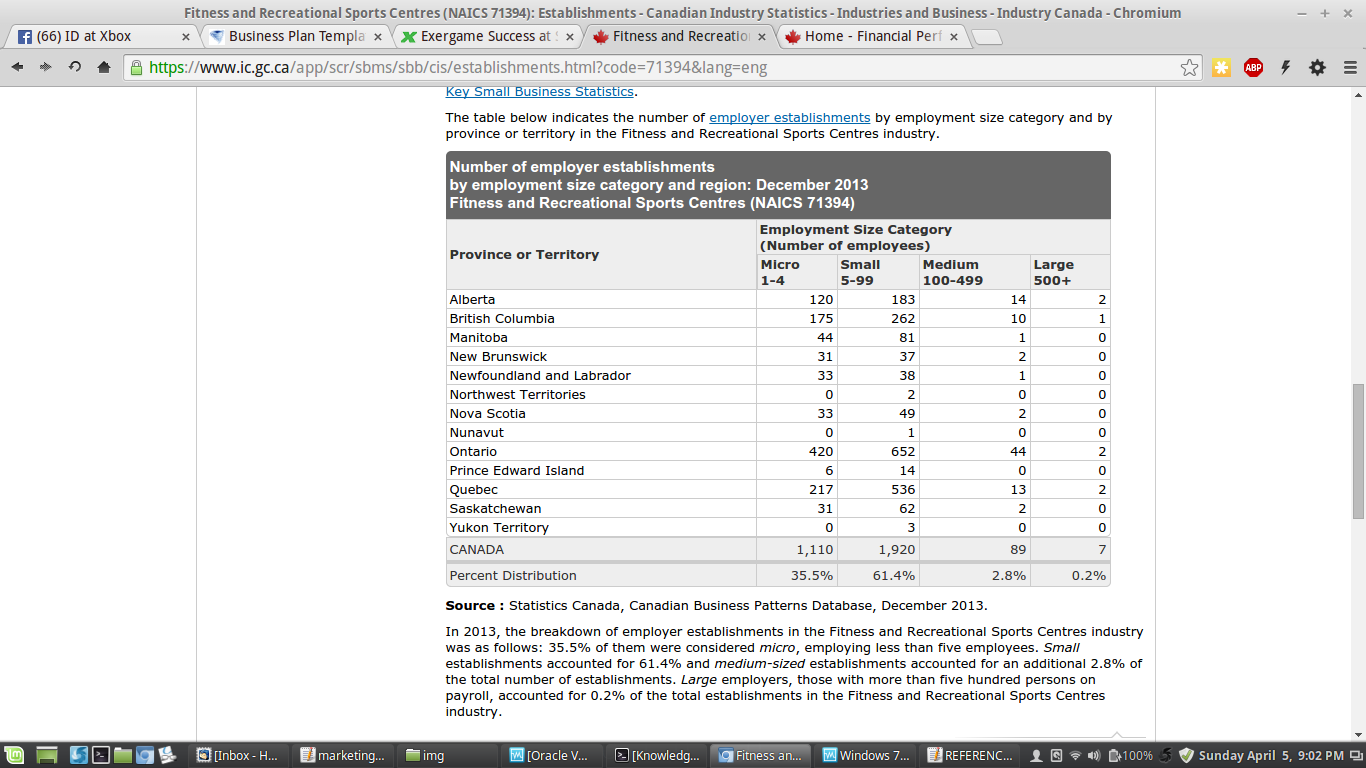 Fitness and Recreational Sports Centres (NAICS 71394): Establishments - Canadian Industry Statistics - Industries and Business - Industry Canada - Chromium
(66) ID at Xbox
Business Plan Templa
Exergame Success at
Fitness and Recreatio
Home - Financial Perf
https://www.ic.gc.ca/app/scr/sbms/sbb/cis/establishments.html?code=71394&lang=eng
ABP
Key Small Business Statistics.
The table below indicates the number of employer establishments by employment size category and by
province or territory in the Fitness and Recreational Sports Centres industry.
Number of employer establishments
by employment size category and region: December 2013
Fitness and Recreational Sports Centres (NAICS 71394)
Province or Territory
Employment Size Category
(Number of employees)
Micro 1-4
Small 5-99
Medium 100-499
Large 500+
Alberta 120 183 14 2
British Columbia 175 262 10 1
Manitoba 44 81 1 0
New Brunswick 31 37 2 0
Newfoundland and Labrador 33 38 1 0
Northwest Territories 0 2 0 0
Nova Scotia 33 49 2 0
Nunavut 0 1 0 0
Ontario 420 652 44 2
Prince Edward Island 6 14 0 0
Quebec 217 536 13 2
Saskatchewan 31 62 2 0
Yukon Territory 0 3 0 0
CANADA 1,110 1,920 89 7
Percent Distribution 35.5% 61.4% 2.8% 0.2%
Source : Statistics Canada, Canadian Business Patterns Database, December 2013.
In 2013, the breakdown of employer establishments in the Fitness and Recreational Sports Centres industry
was as follows: 35.5% of them were considered micro, employing less than five employees. Small
establishments accounted for 61.4% and medium-sized establishments accounted for an additional 2.8% of
the total number of establishments. Large employers, those with more than five hundred persons on
payroll, accounted for 0.2% of the total establishments in the Fitness and Recreational Sports Centres
industry.
[Inbox - H...
marketing...
img
[Oracle V...
[Knowledg...
Fitness an...
Windows 7...
REFERENC...
100%
Sunday April 5, 9:02 PM